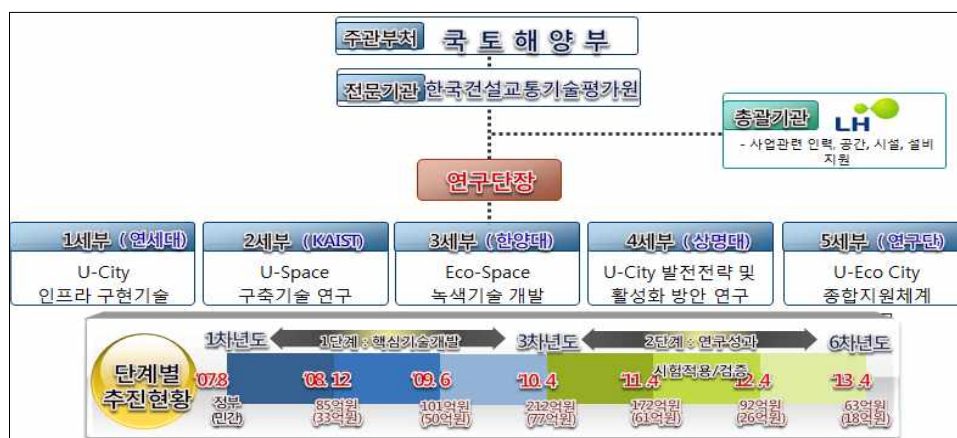 주관부처 국토해양부
전문기관 한국건설교통기술평가원
총괄기관 LH
- 사업관련 인력, 공간, 시설, 설비
지원
연구단장
1세부 (연세대)
U-City
인프라 구현기술
2세부 (KAIST)
U-Space
구축기술 연구
3세부 (한양대)
Eco-Space
녹색기술 개발
4세부 (상명대)
U-City 발전전략 및
활성화 방안 연구
5세부 (연구단)
U-Eco City
종합지원체계
단계별
추진현황
1차년도 1단계 : 핵심기술개발 3차년도 2단계 : 연구성과 6차년도
시험적용/검증
'07.8 '08. 12 '09. 6 '10. 4 '11. 4 '12. 4 '13. 4
정부 85억원 101억원 212억원 172억원 92억원 63억원
(민간) (33억원) (50억원) (77억원) (61억원) (26억원) (18억원)